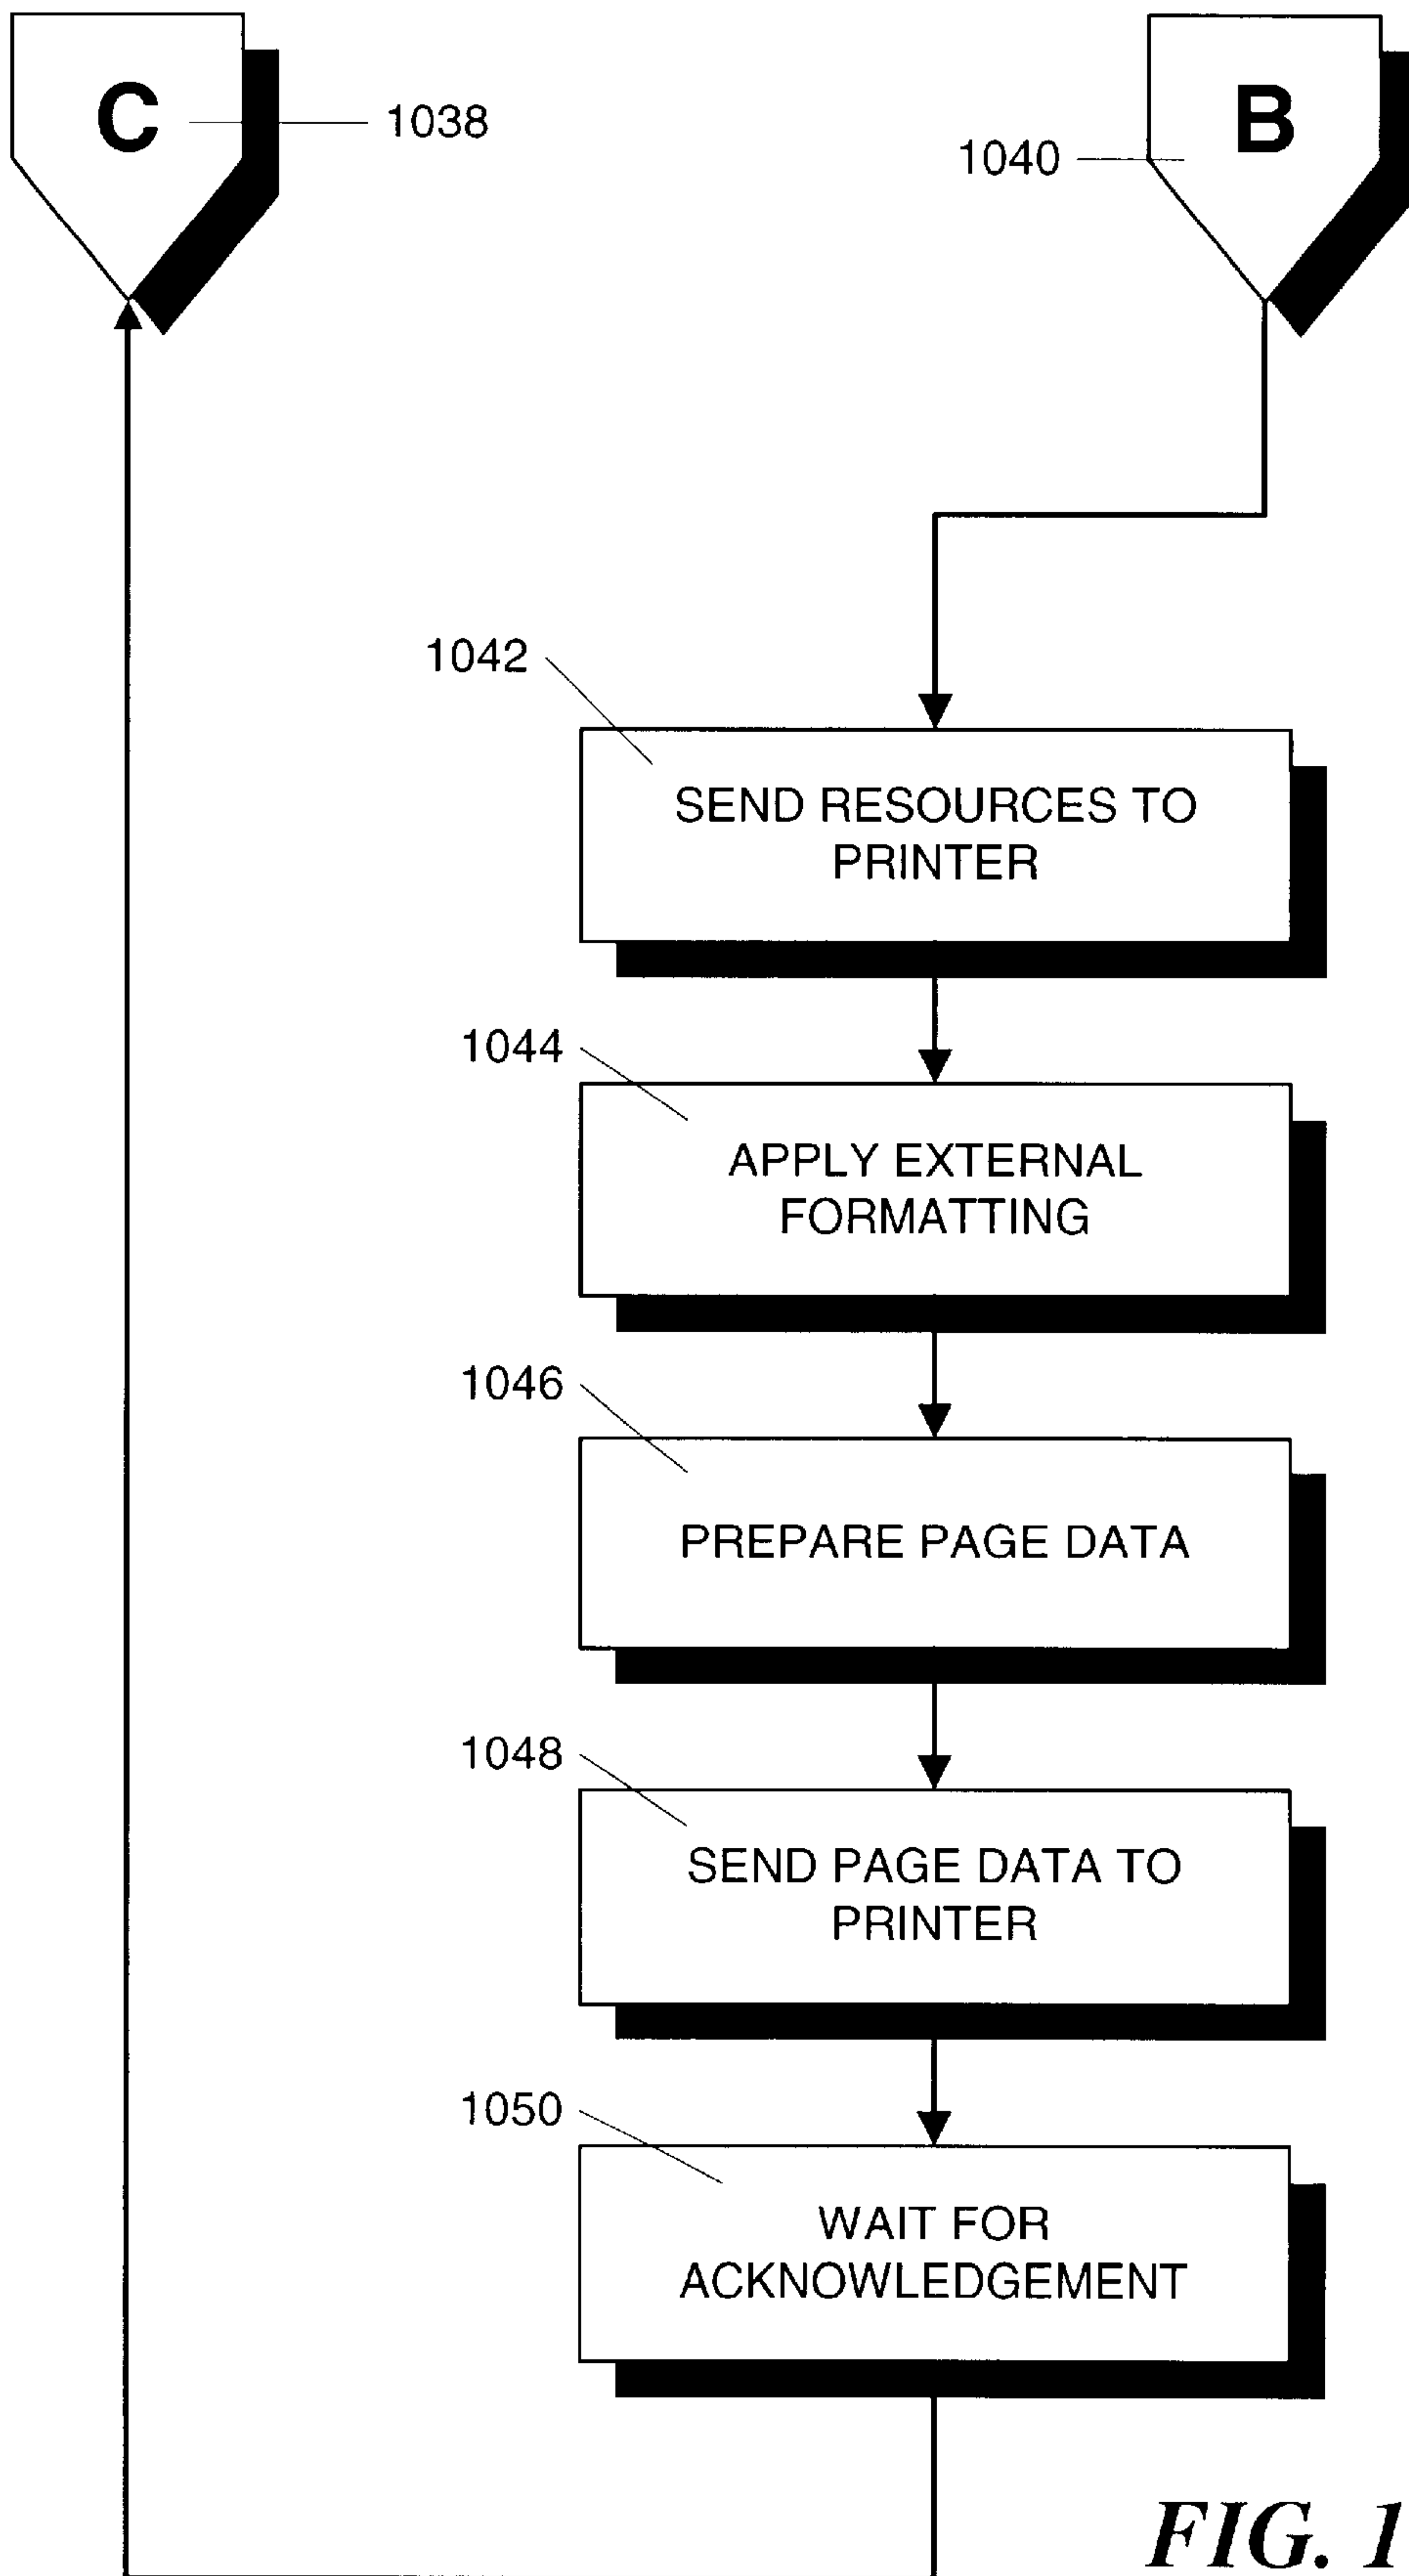 C
1038
B
1040
1042
SEND RESOURCES TO
PRINTER
1044
APPLY EXTERNAL
FORMATTING
1046
PREPARE PAGE DATA
1048
SEND PAGE DATA TO
PRINTER
1050
WAIT FOR
ACKNOWLEDGEMENT
FIG. 1